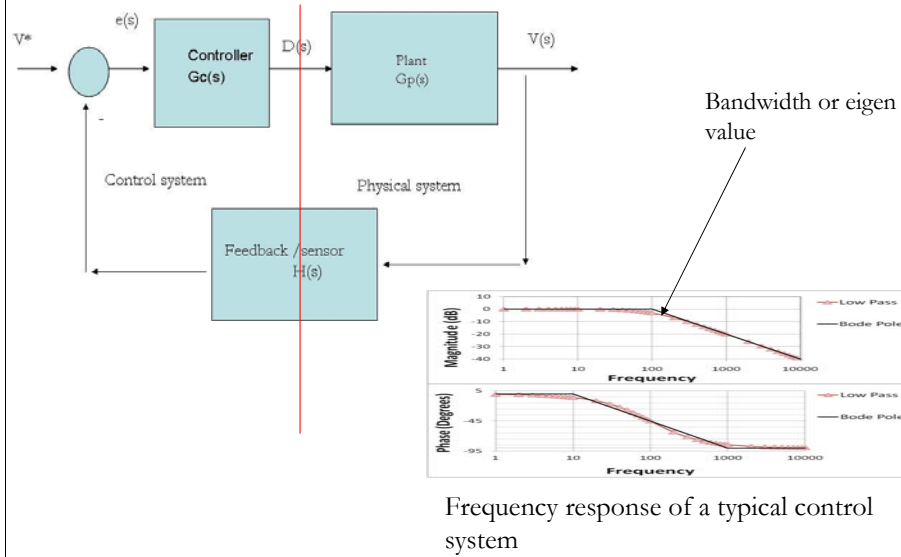 V*
e(s)
Controller
Gc(s)
D(s)
Plant
Gp(s)
V(s)
-
Control system
Physical system
Feedback /sensor
H(s)
Bandwidth or eigen
value
Magnitude (dB)
10
0
-10
-20
-30
-40
1
10
100
1000
10000
Frequency
Low Pass
Bode Pole
Phase (Degrees)
5
-45
-95
1
10
100
1000
10000
Frequency
Low Pass
Bode Pole
Frequency response of a typical control
system